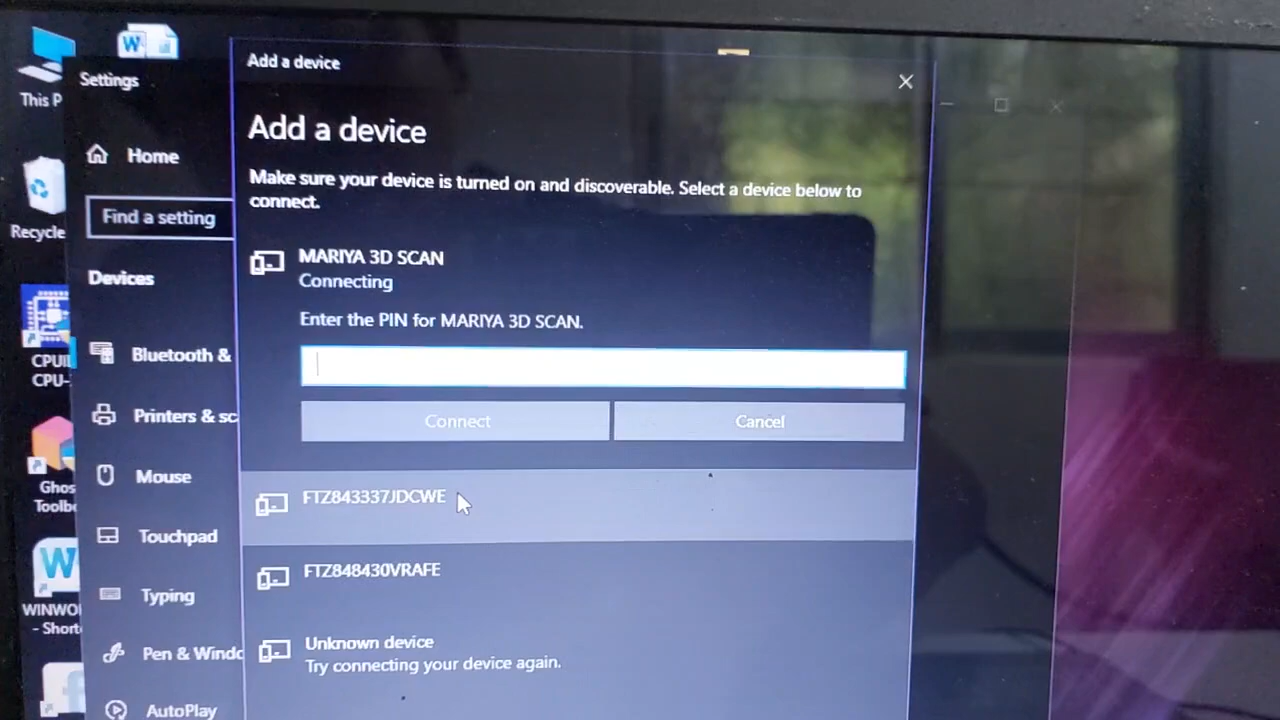 This P
Recycle
CPUI
CPU-
Ghos
Toolb
WINWO
- Short
Settings
Home
Find a setting
Devices
Bluetooth &
Printers & sc
Mouse
Touchpad
Typing
Pen & Windo
AutoPlay
Add a device
Add a device
Make sure your device is turned on and discoverable. Select a device below to
connect.
MARIYA 3D SCAN
Connecting
Enter the PIN for MARIYA 3D SCAN.
Connect
Cancel
FTZ843337JDCWE
FTZ848430VRAFE
Unknown device
Try connecting your device again.